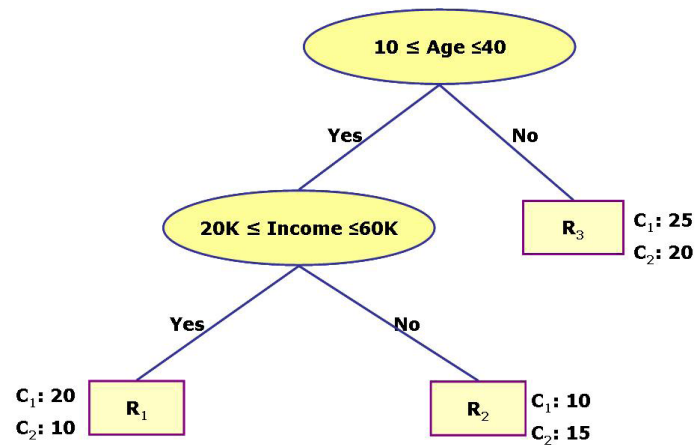 10 ≤ Age ≤40
Yes
No
20K ≤ Income ≤60K
R₃
C₁: 25
C₂: 20
Yes
No
C₁: 20
C₂: 10
R₁
R₂
C₁: 10
C₂: 15